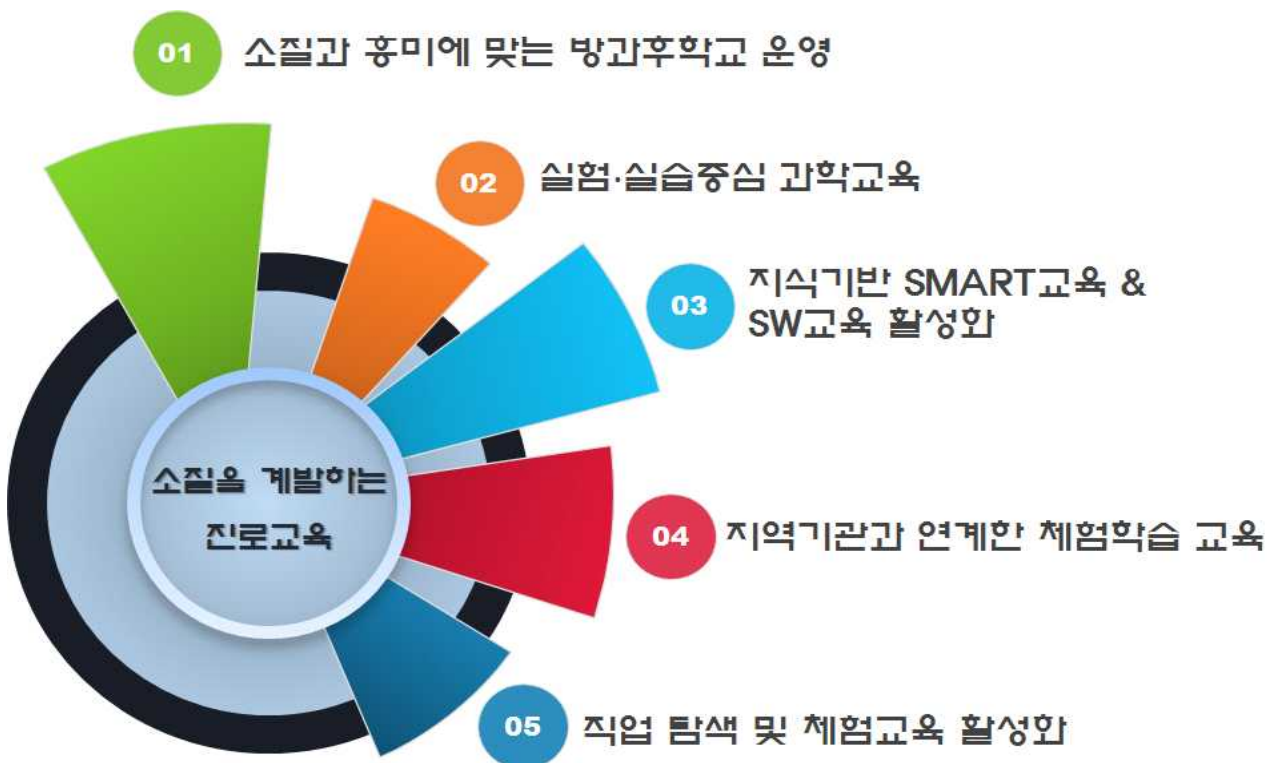 01 소질과 흥미에 맞는 방과후학교 운영
02 실험·실습중심 과학교육
03 지식기반 SMART교육 &
SW교육 활성화
소질을 계발하는
진로교육
04 지역기관과 연계한 체험학습 교육
05 직업 탐색 및 체험교육 활성화